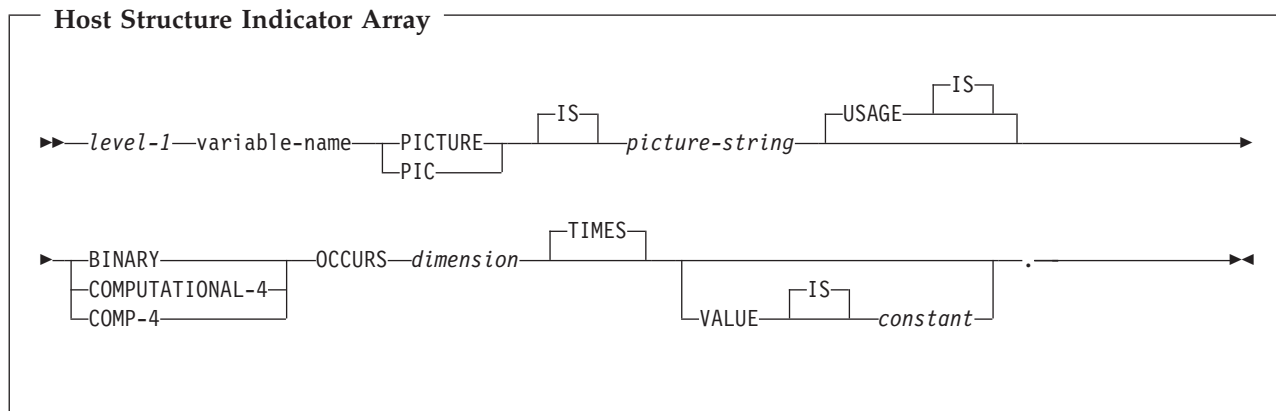 Host Structure Indicator Array
IS
IS USAGE
level-1 variable-name PICTURE picture-string
PIC
TIMES
BINARY OCCURS dimension .
COMPUTATIONAL-4 IS
COMP-4 VALUE constant